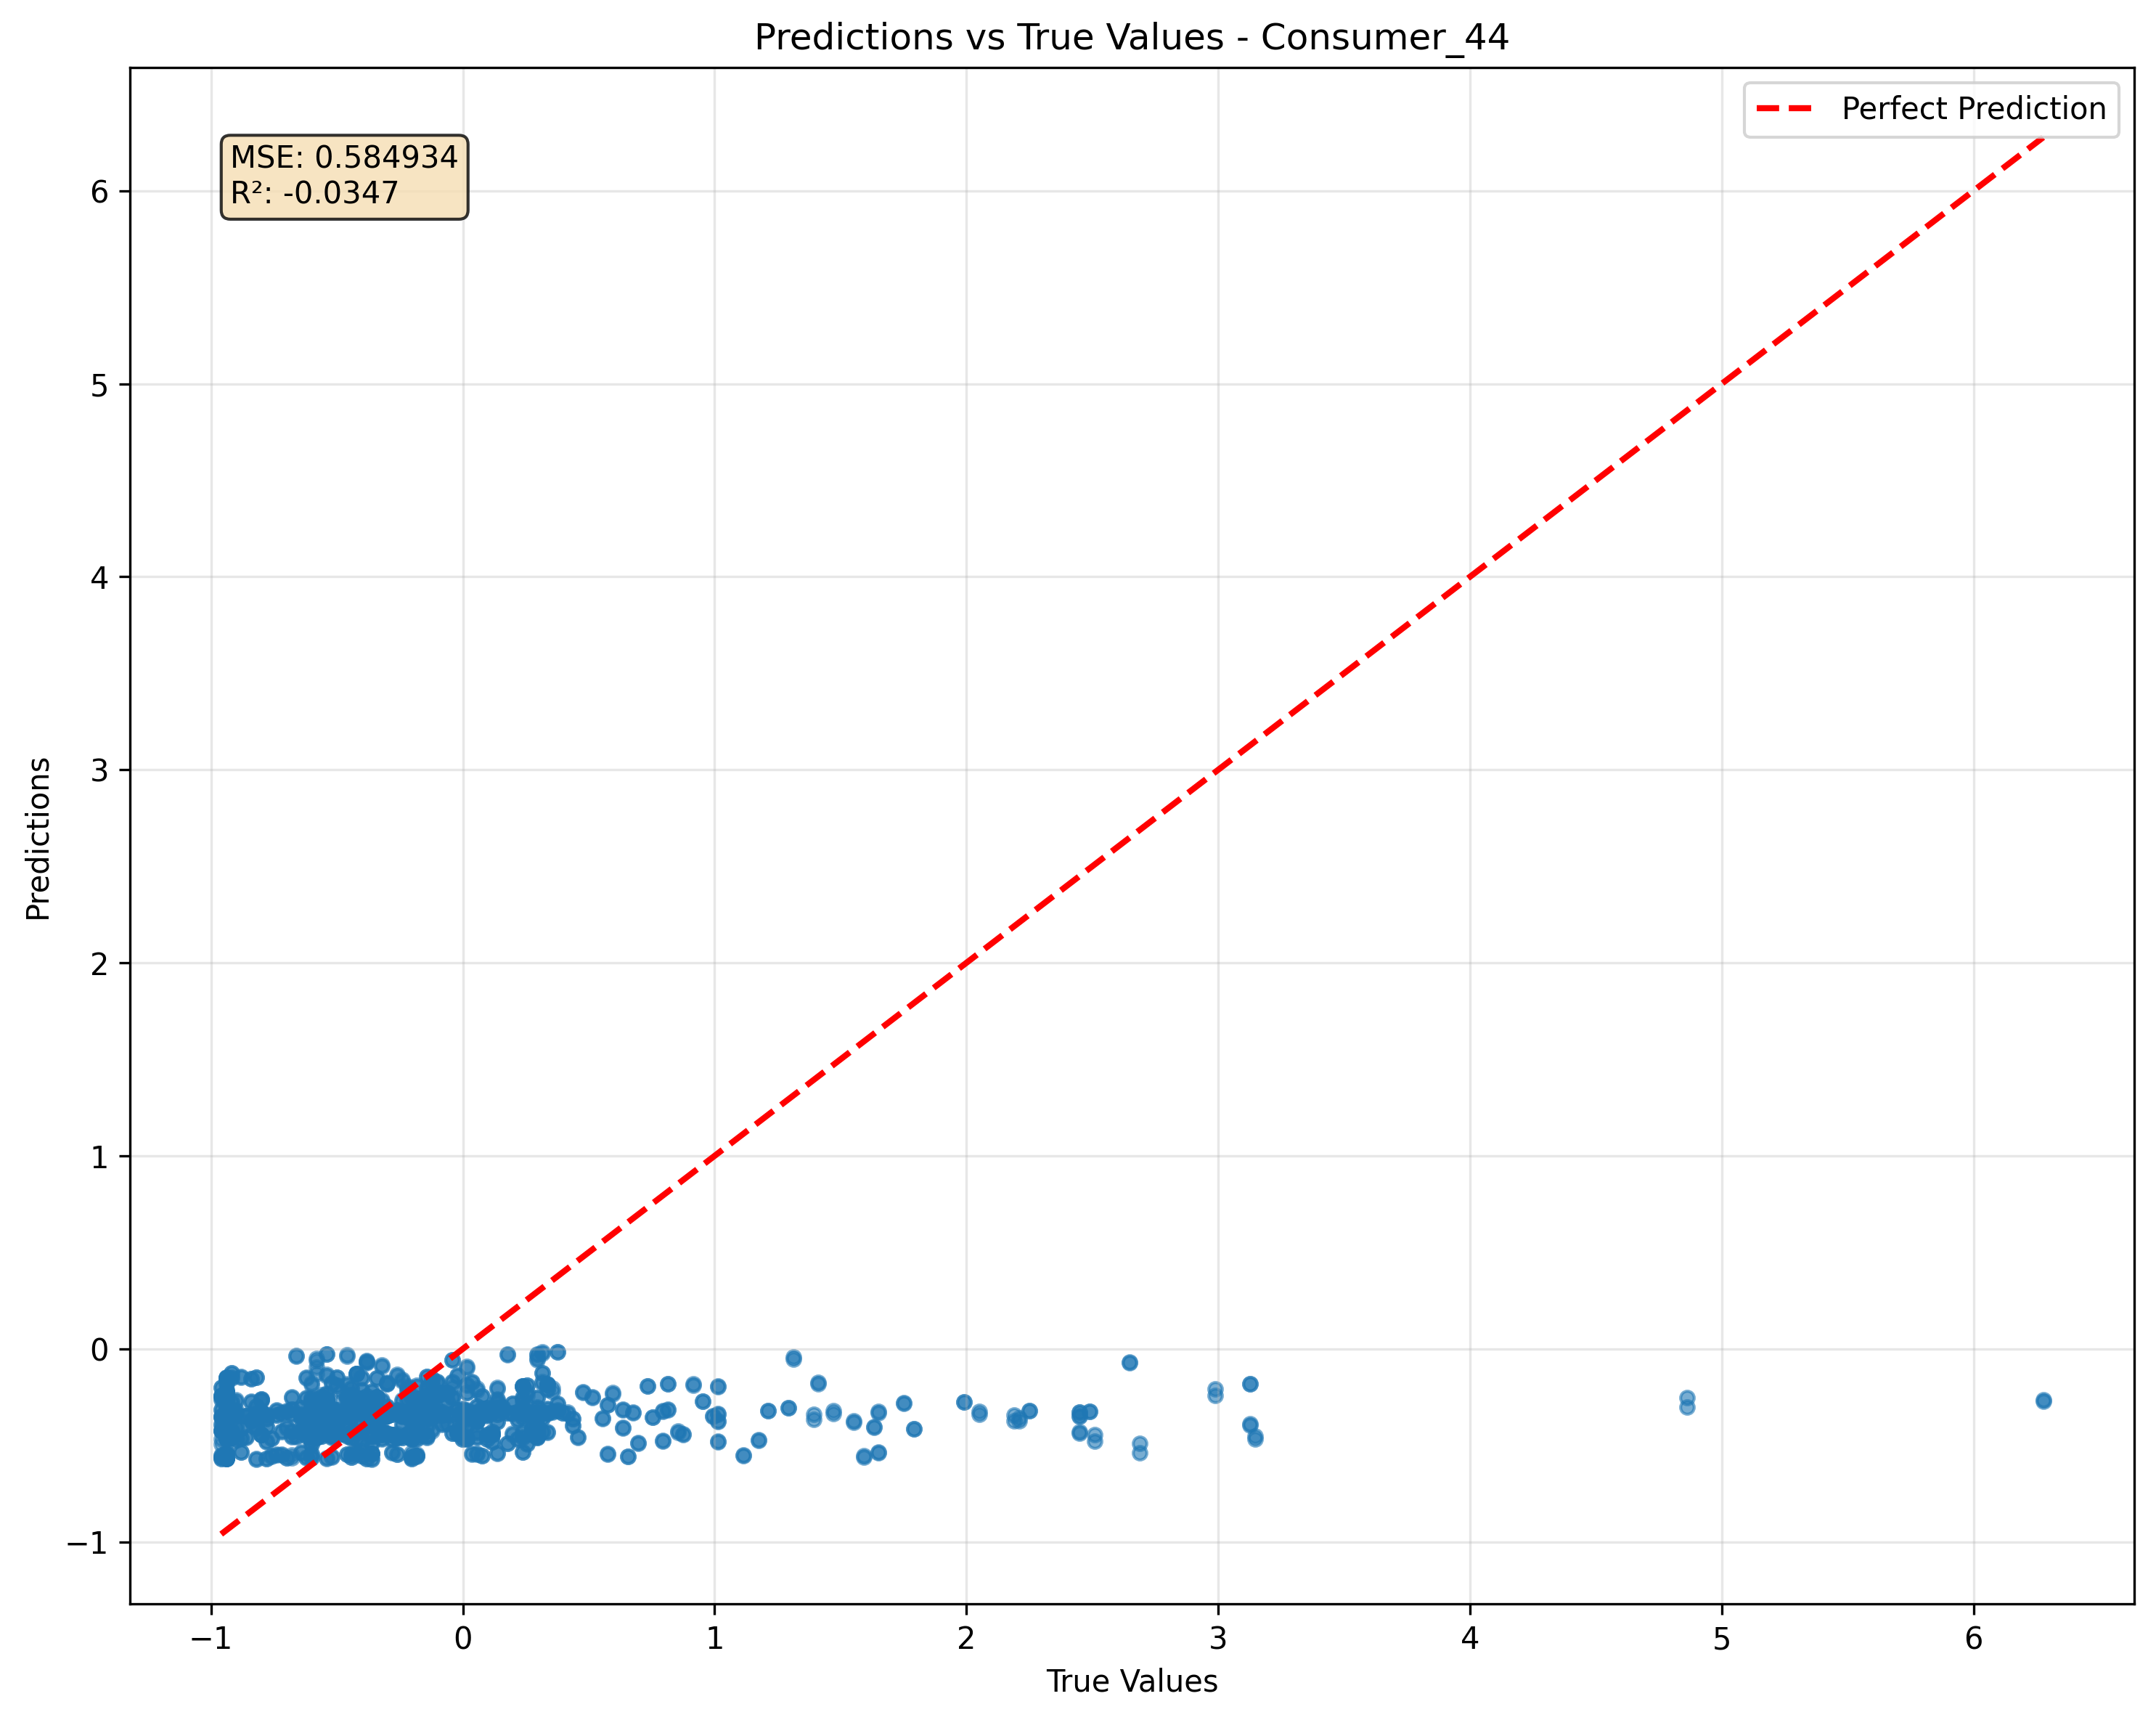 Predictions vs True Values - Consumer_44
Perfect Prediction
MSE: 0.584934
R²: -0.0347
6
5
4
3
2
1
0
−1
Predictions
−1 0 1 2 3 4 5 6
True Values